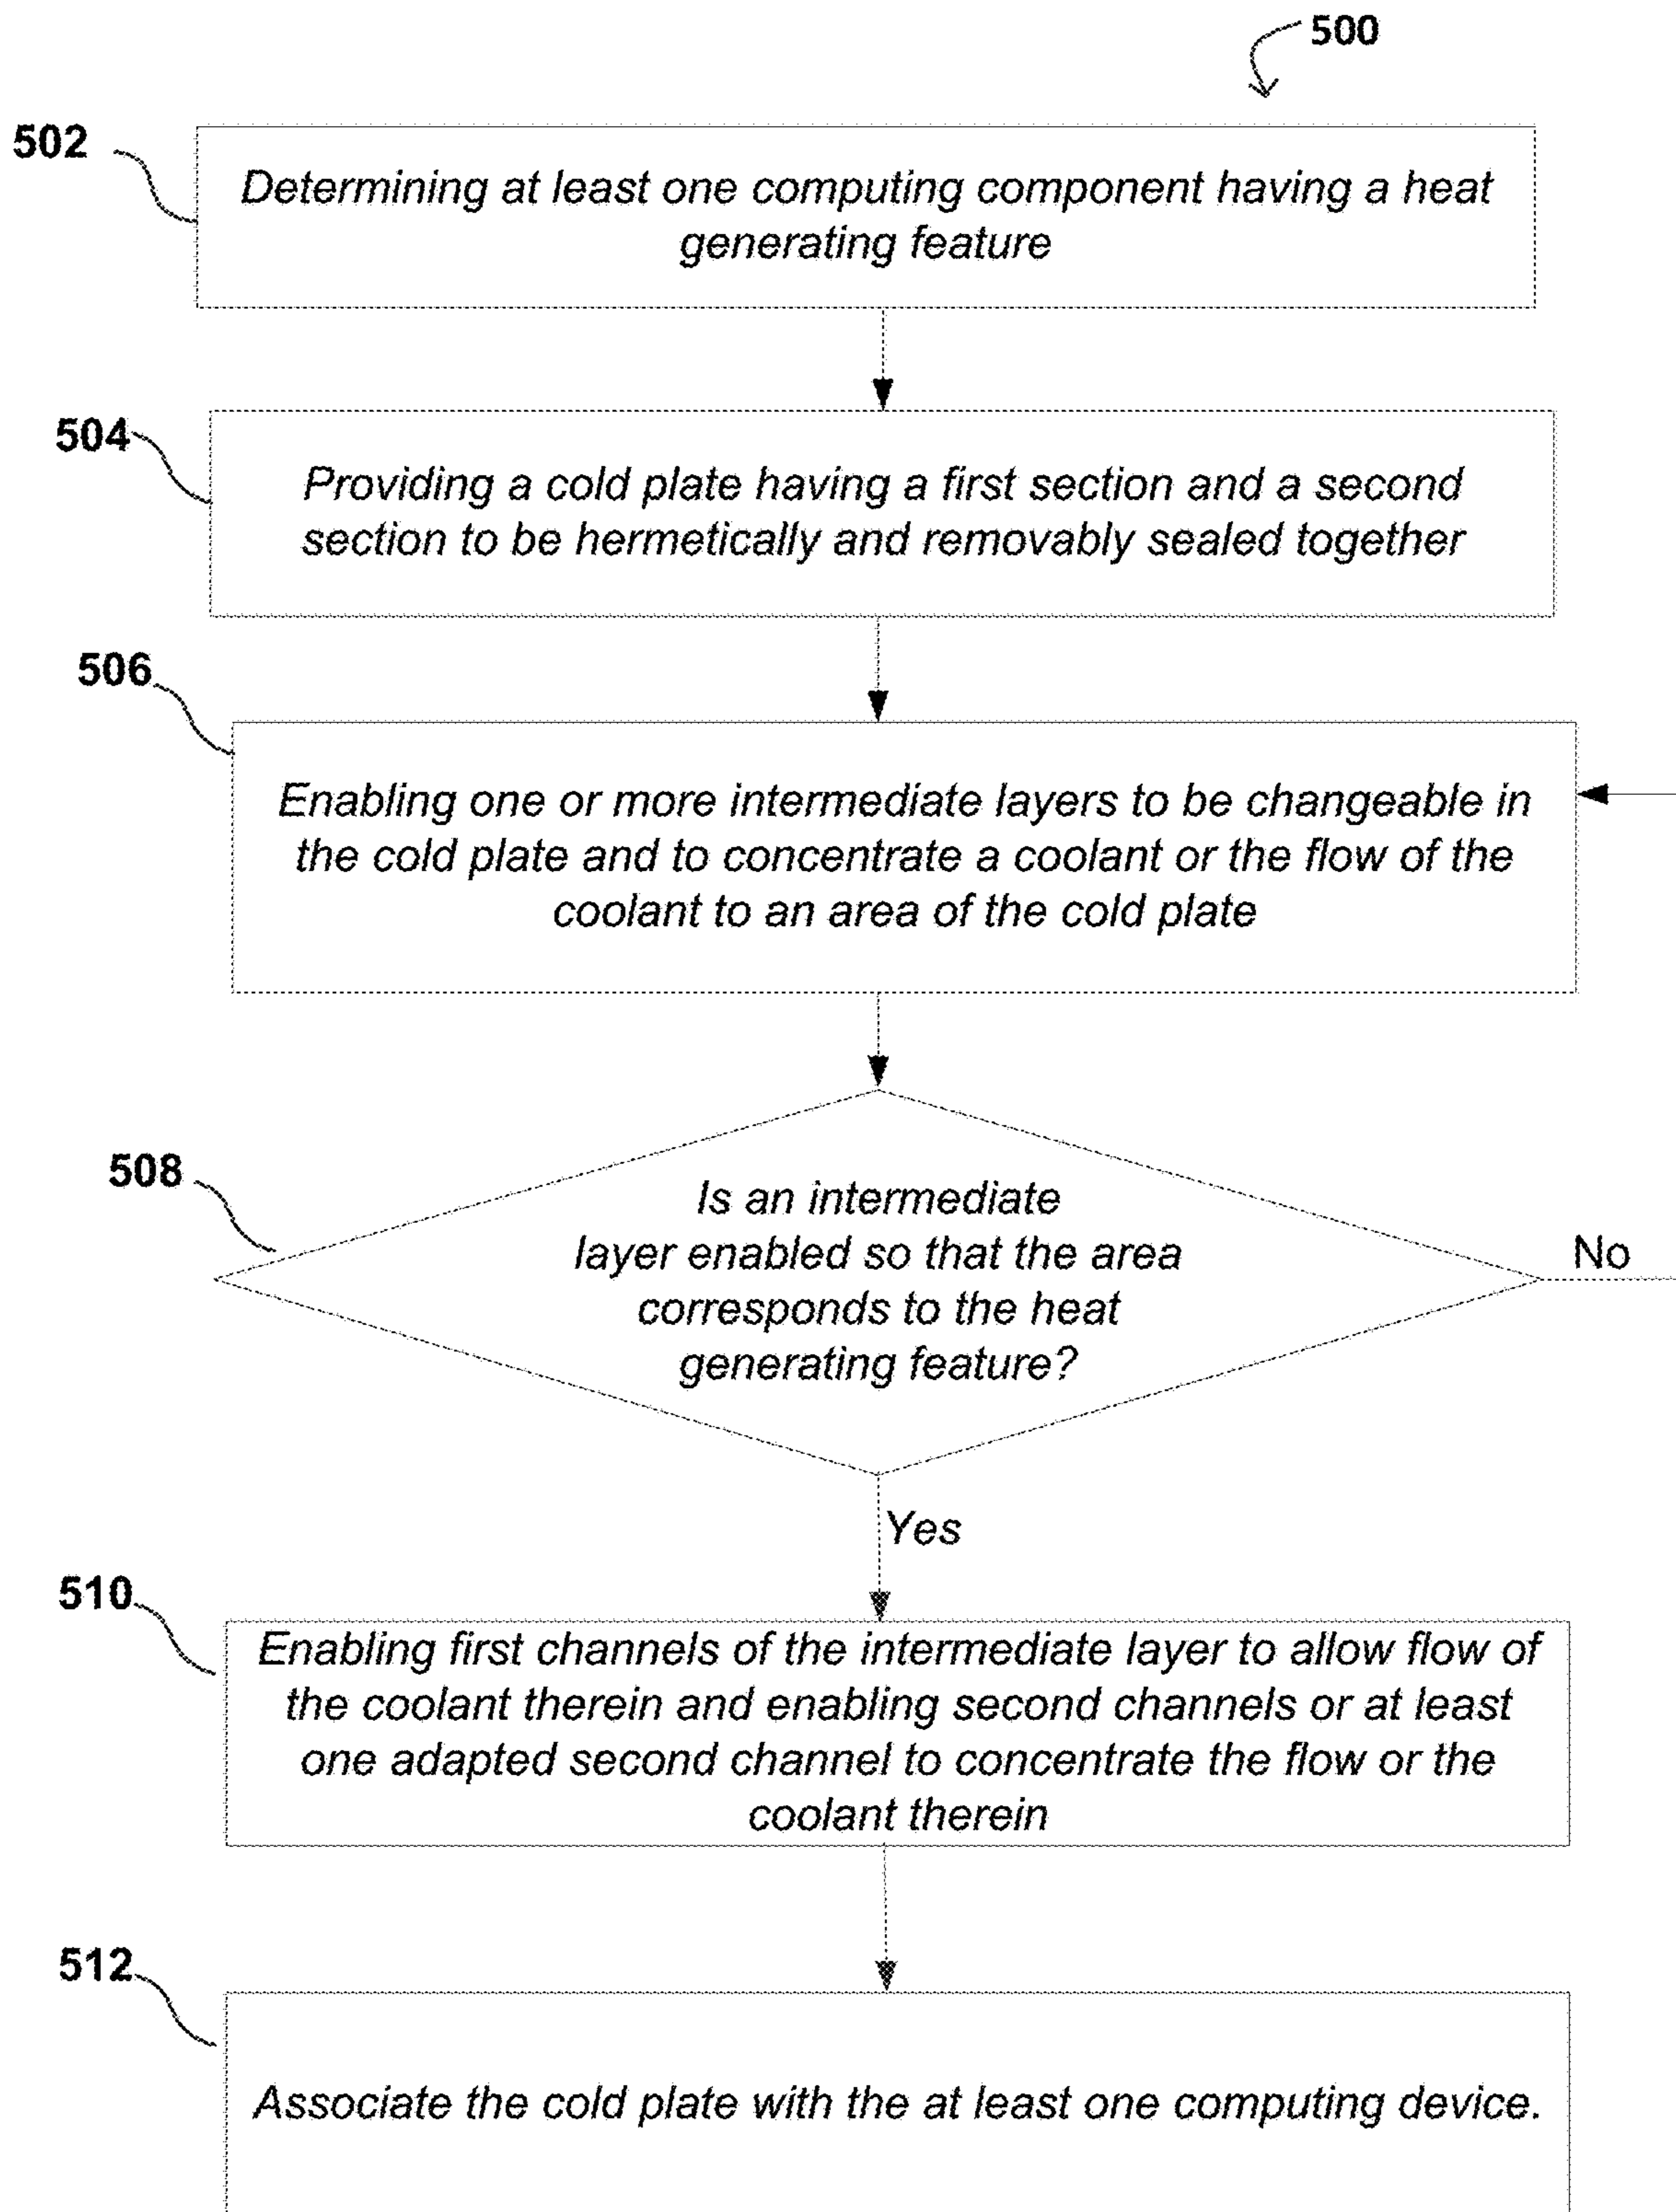 500
502
Determining at least one computing component having a heat
generating feature
504
Providing a cold plate having a first section and a second
section to be hermetically and removably sealed together
506
Enabling one or more intermediate layers to be changeable in
the cold plate and to concentrate a coolant or the flow of the
coolant to an area of the cold plate
508
Is an intermediate
layer enabled so that the area
corresponds to the heat
generating feature?
No
Yes
510
Enabling first channels of the intermediate layer to allow flow of
the coolant therein and enabling second channels or at least
one adapted second channel to concentrate the flow or the
coolant therein
512
Associate the cold plate with the at least one computing device.